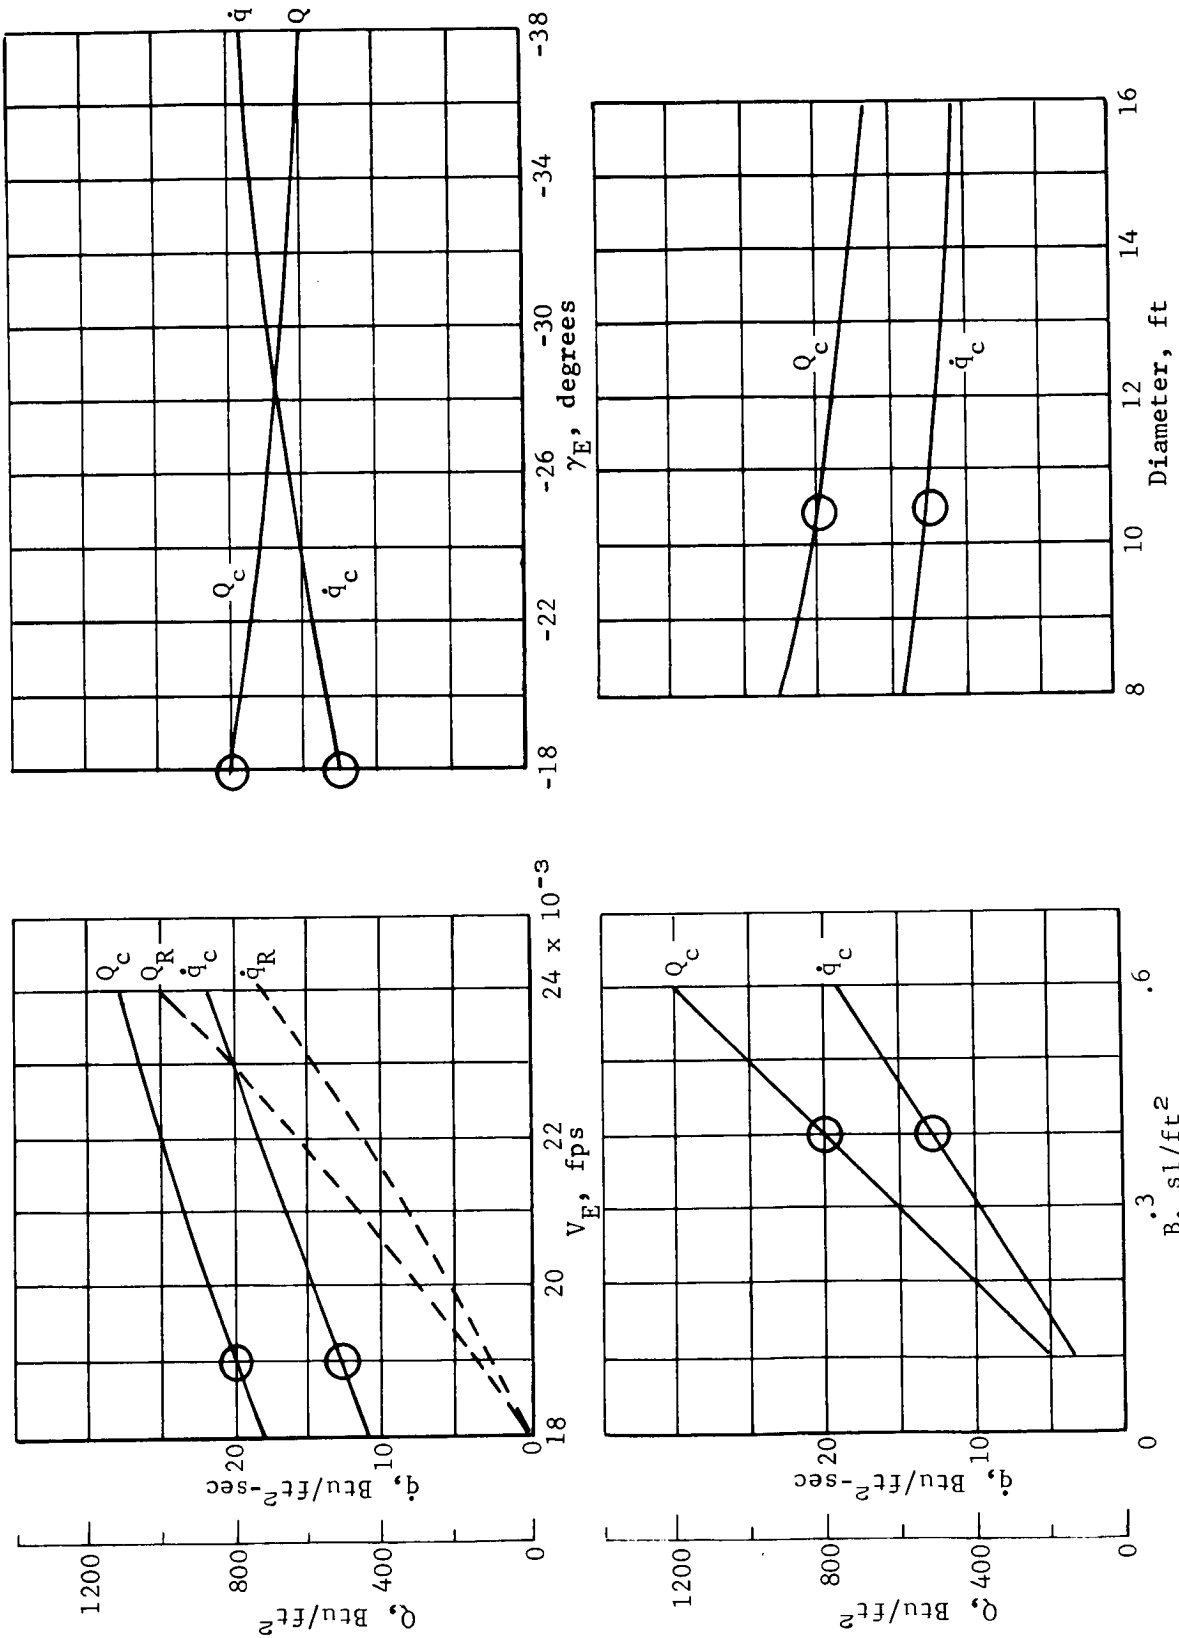 q̇
Q
Q_c
q̇_c
-18
-22
-26
-30
-34
-38
γ_E, degrees
Q_c
Q_R
q̇_c
q̇_R
1200
800
400
0
Q, Btu/ft²
20
10
0
q̇, Btu/ft²-sec
18
20
22
24 x 10⁻³
V_E, fps
Q_c
q̇_c
8
10
12
14
16
Diameter, ft
Q_c
q̇_c
1200
800
400
0
Q, Btu/ft²
20
10
0
q̇, Btu/ft²-sec
.3
.6
B, sl/ft²